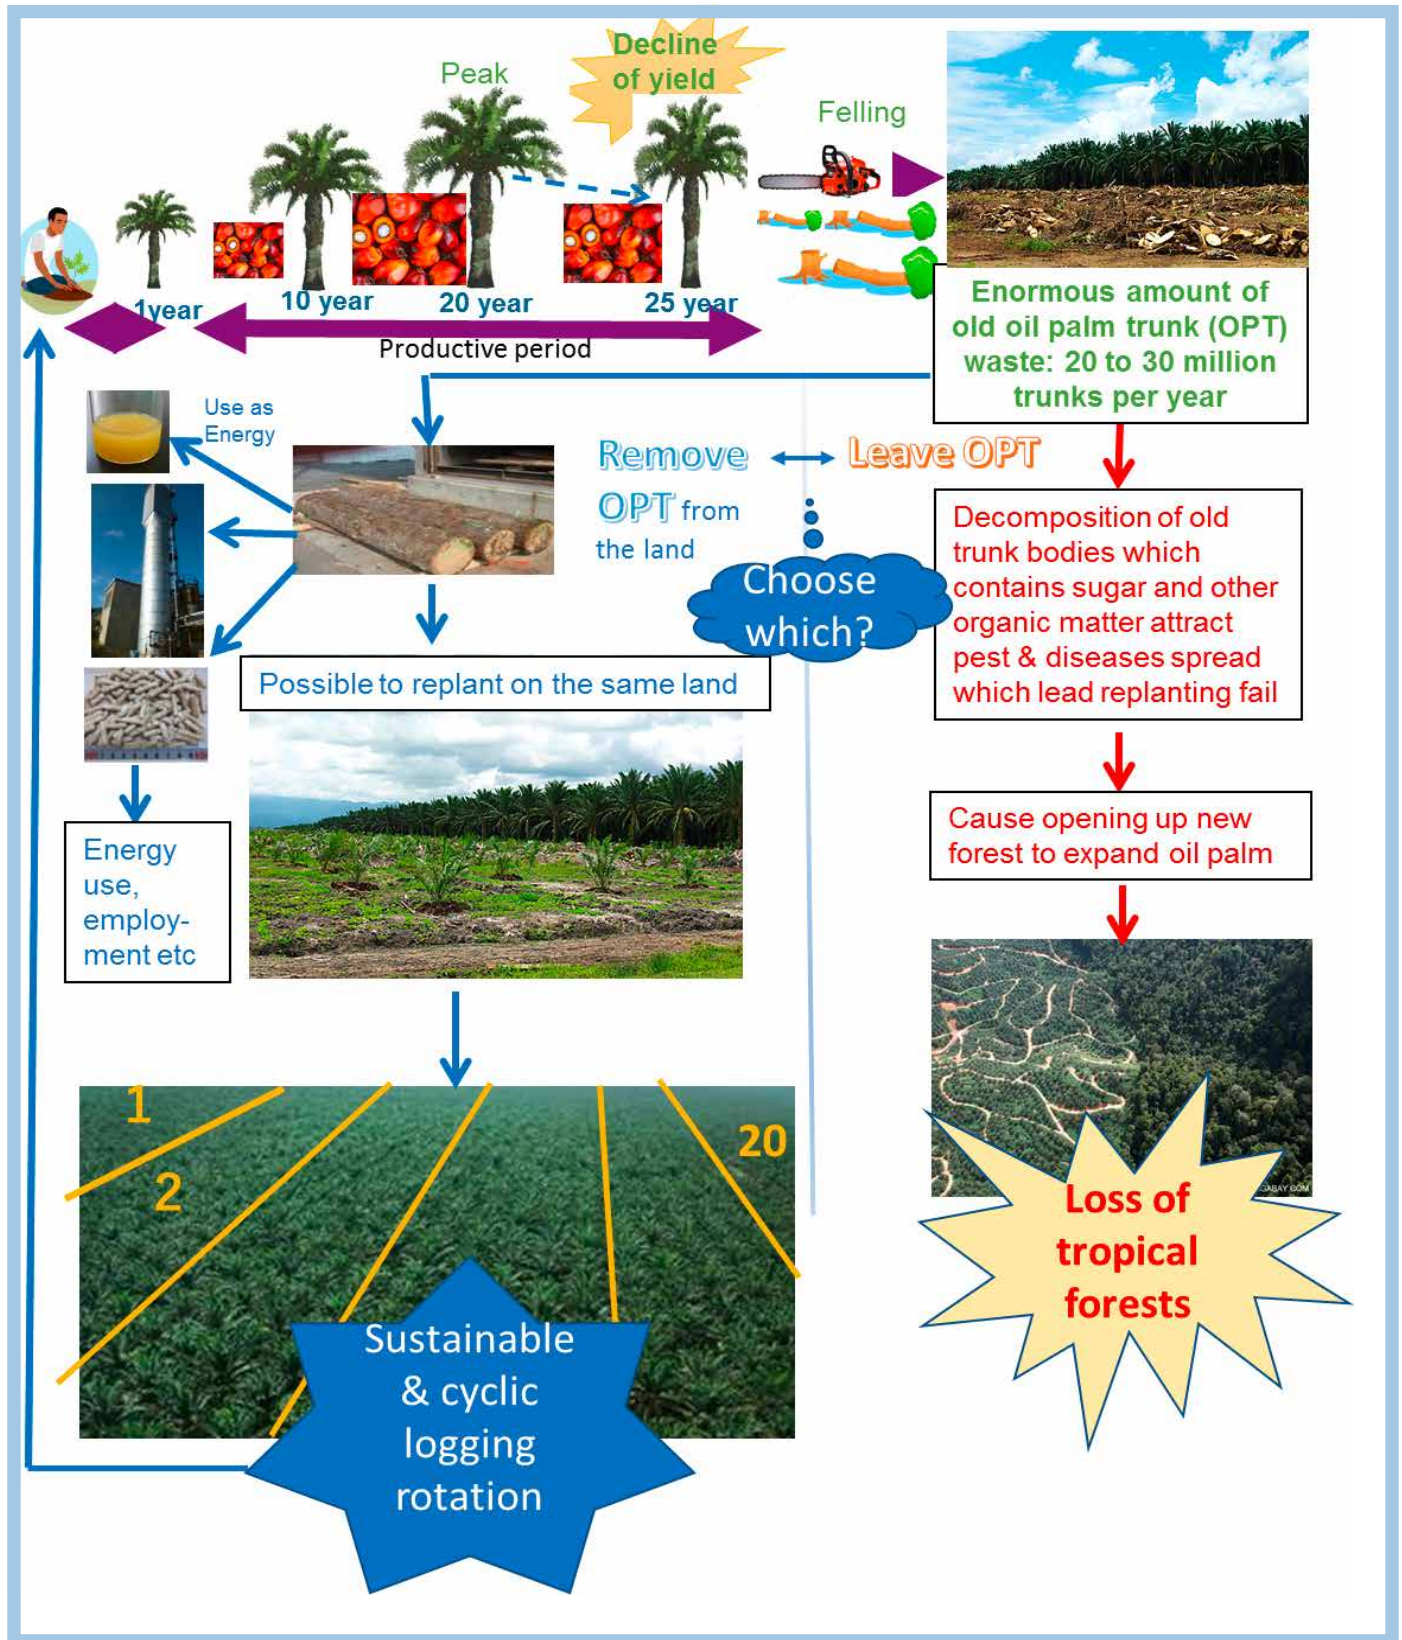 Decline
of yield
Peak
Felling
1year
10 year
20 year
25 year
Productive period
Enormous amount of
old oil palm trunk (OPT)
waste: 20 to 30 million
trunks per year
Use as
Energy
Remove
OPT from
the land
Leave OPT
Choose
which?
Decomposition of old
trunk bodies which
contains sugar and other
organic matter attract
pest & diseases spread
which lead replanting fail
Possible to replant on the same land
Cause opening up new
forest to expand oil palm
Energy
use,
employ-
ment etc
1
2
20
Loss of
tropical
forests
Sustainable
& cyclic
logging
rotation